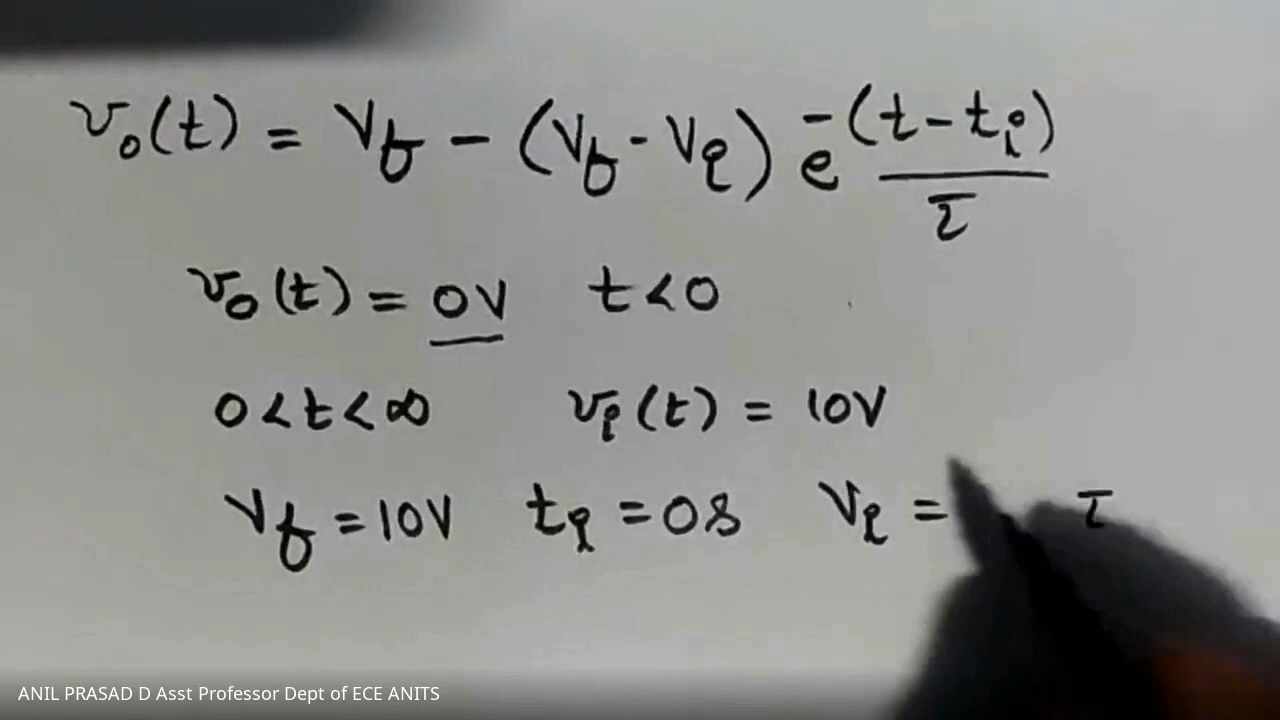 v₀(t) = V_f - (V_f - V_i) e^{-(t - t_i)/τ}
v₀(t) = 0V t < 0
0 < t < ∞ v_i(t) = 10V
V_f = 10V t_i = 0s V_i = τ
ANIL PRASAD D Asst Professor Dept of ECE ANITS